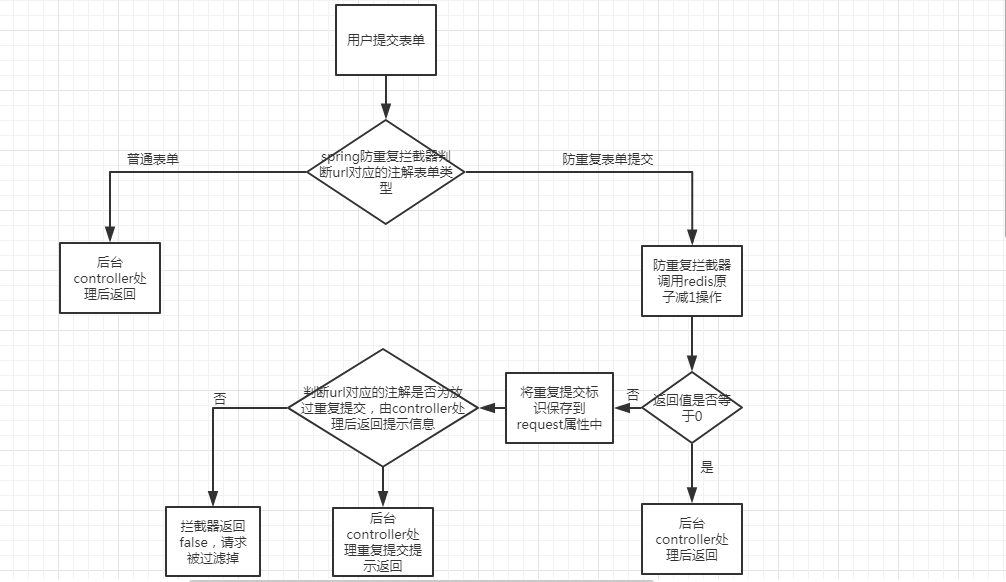 用户提交表单
spring防重复拦截器判
断url对应的注解表单类
型
普通表单
防重复表单提交
后台
controller处
理后返回
防重复拦截器
调用redis原
子减1操作
返回值是否等
于0
否
是
将重复提交标
识保存到
request属性中
判断url对应的注解是否为放
过重复提交，由controller处
理后返回提示信息
否
拦截器返回
false，请求
被过滤掉
后台
controller处
理重复提交提
示返回
后台
controller处
理后返回